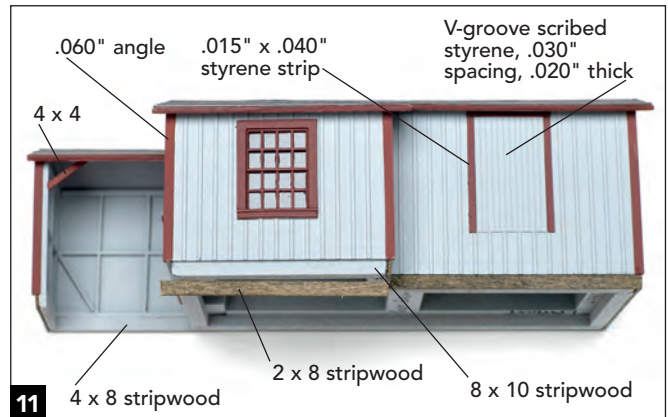 .060" angle
.015" x .040"
styrene strip
V-groove scribed
styrene, .030"
spacing, .020" thick
4 x 4
2 x 8 stripwood
8 x 10 stripwood
4 x 8 stripwood
11